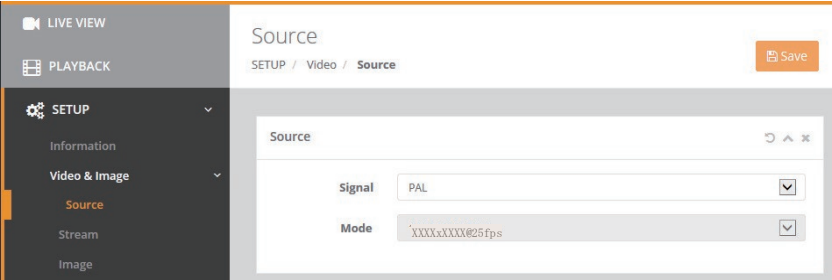 LIVE VIEW
PLAYBACK
SETUP
Information
Video & Image
Source
Stream
Image
Source
SETUP / Video / Source
Save
Source
Signal PAL
Mode 'XXXXxXXXX@25fps